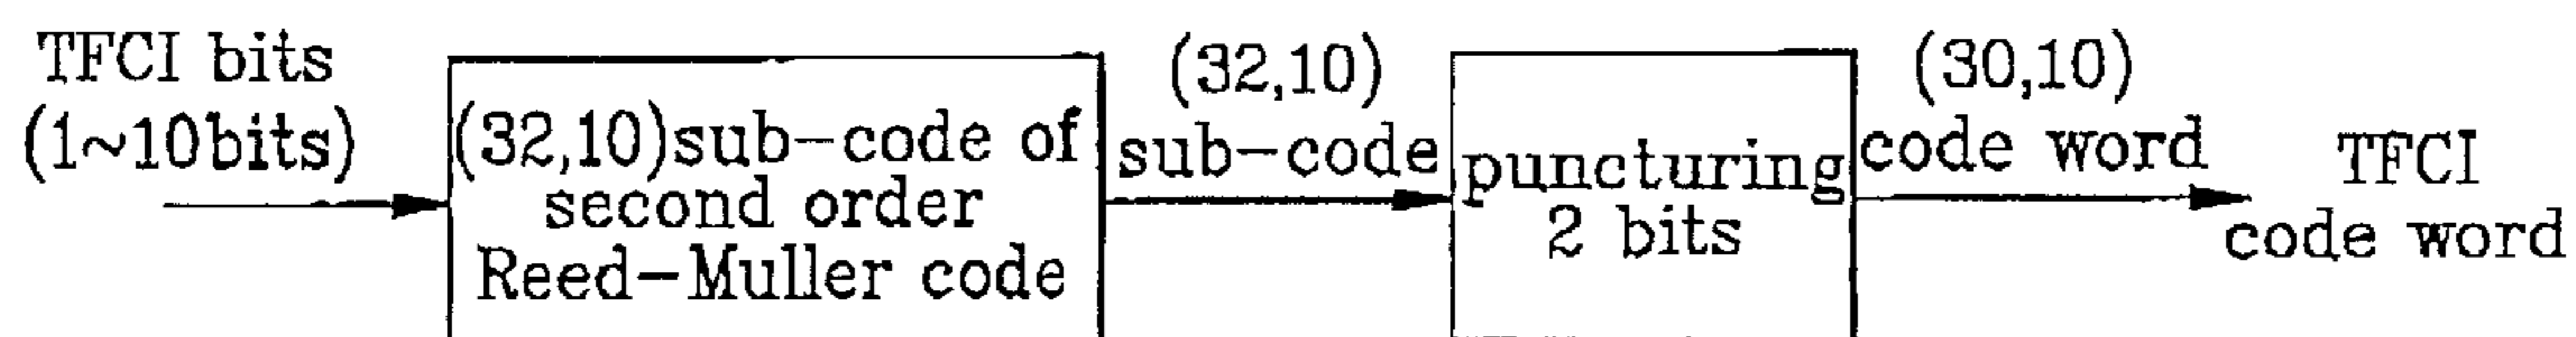 TFCI bits
(1~10bits)
(32,10)sub-code of
second order
Reed-Muller code
(32,10)
sub-code
puncturing
2 bits
(30,10)
code word
TFCI
code word